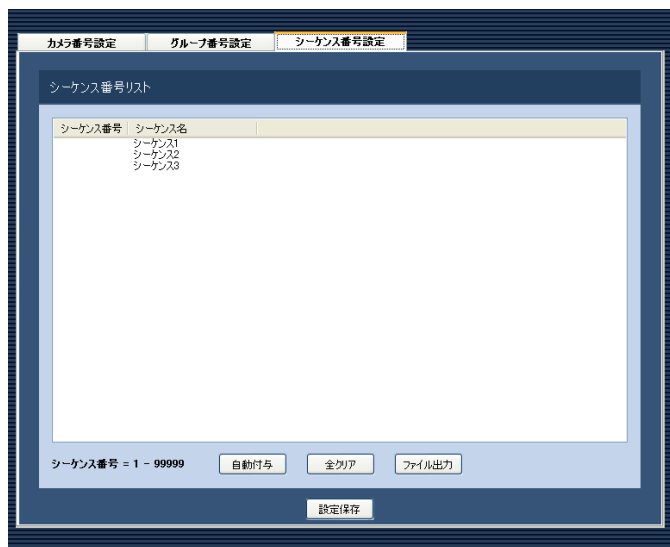 カメラ番号設定 グループ番号設定 シーケンス番号設定
シーケンス番号リスト
シーケンス番号 シーケンス名
シーケンス1
シーケンス2
シーケンス3
シーケンス番号 = 1 - 99999 自動付与 全クリア ファイル出力
設定保存